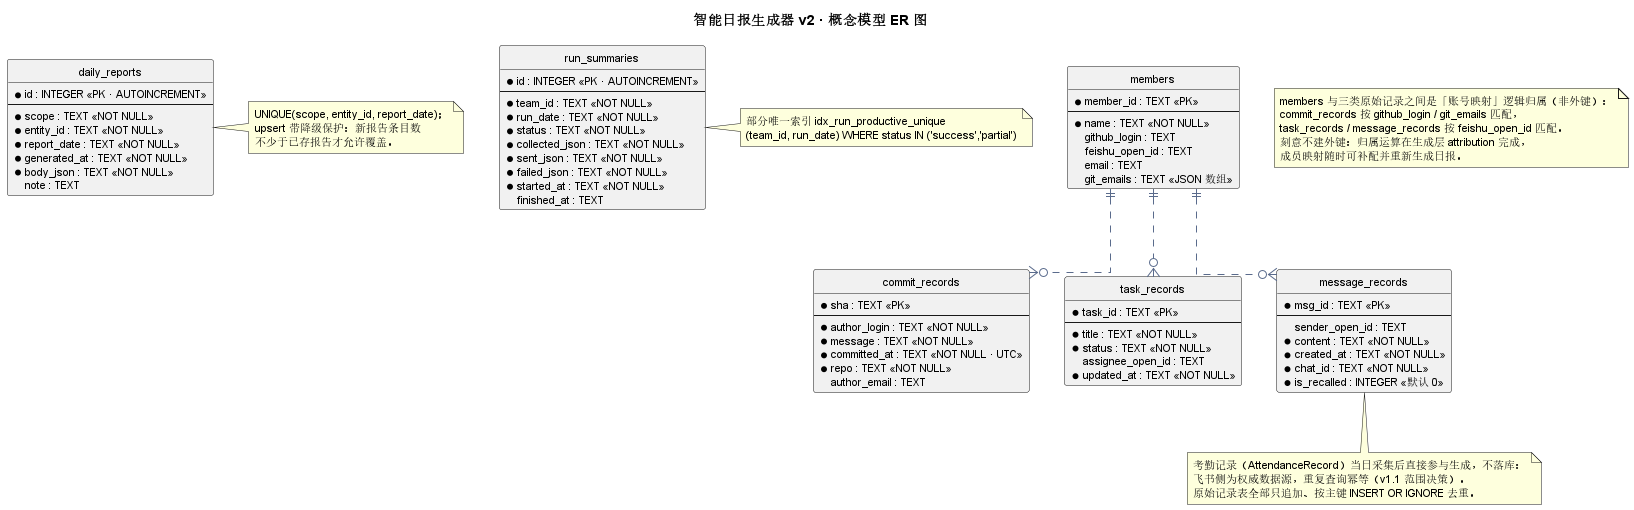 智能日报生成器 v2 · 概念模型 ER 图
daily_reports
id : INTEGER «PK · AUTOINCREMENT»
scope : TEXT «NOT NULL»
entity_id : TEXT «NOT NULL»
report_date : TEXT «NOT NULL»
generated_at : TEXT «NOT NULL»
body_json : TEXT «NOT NULL»
note : TEXT
UNIQUE(scope, entity_id, report_date);
upsert 带降级保护：新报告条目数
不少于已存报告才允许覆盖。
run_summaries
id : INTEGER «PK · AUTOINCREMENT»
team_id : TEXT «NOT NULL»
run_date : TEXT «NOT NULL»
status : TEXT «NOT NULL»
collected_json : TEXT «NOT NULL»
sent_json : TEXT «NOT NULL»
failed_json : TEXT «NOT NULL»
started_at : TEXT «NOT NULL»
finished_at : TEXT
部分唯一索引 idx_run_productive_unique
(team_id, run_date) WHERE status IN ('success','partial')
members
member_id : TEXT «PK»
name : TEXT «NOT NULL»
github_login : TEXT
feishu_open_id : TEXT
email : TEXT
git_emails : TEXT «JSON 数组»
members 与三类原始记录之间是「账号映射」逻辑归属（非外键）：
commit_records 按 github_login / git_emails 匹配，
task_records / message_records 按 feishu_open_id 匹配。
刻意不建外键：归属运算在生成层 attribution 完成，
成员映射随时可补配并重新生成日报。
commit_records
sha : TEXT «PK»
author_login : TEXT «NOT NULL»
message : TEXT «NOT NULL»
committed_at : TEXT «NOT NULL · UTC»
repo : TEXT «NOT NULL»
author_email : TEXT
task_records
task_id : TEXT «PK»
title : TEXT «NOT NULL»
status : TEXT «NOT NULL»
assignee_open_id : TEXT
updated_at : TEXT «NOT NULL»
message_records
msg_id : TEXT «PK»
sender_open_id : TEXT
content : TEXT «NOT NULL»
created_at : TEXT «NOT NULL»
chat_id : TEXT «NOT NULL»
is_recalled : INTEGER «默认 0»
考勤记录（AttendanceRecord）当日采集后直接参与生成，不落库：
飞书侧为权威数据源，重复查询幂等（v1.1 范围决策）。
原始记录表全部只追加、按主键 INSERT OR IGNORE 去重。